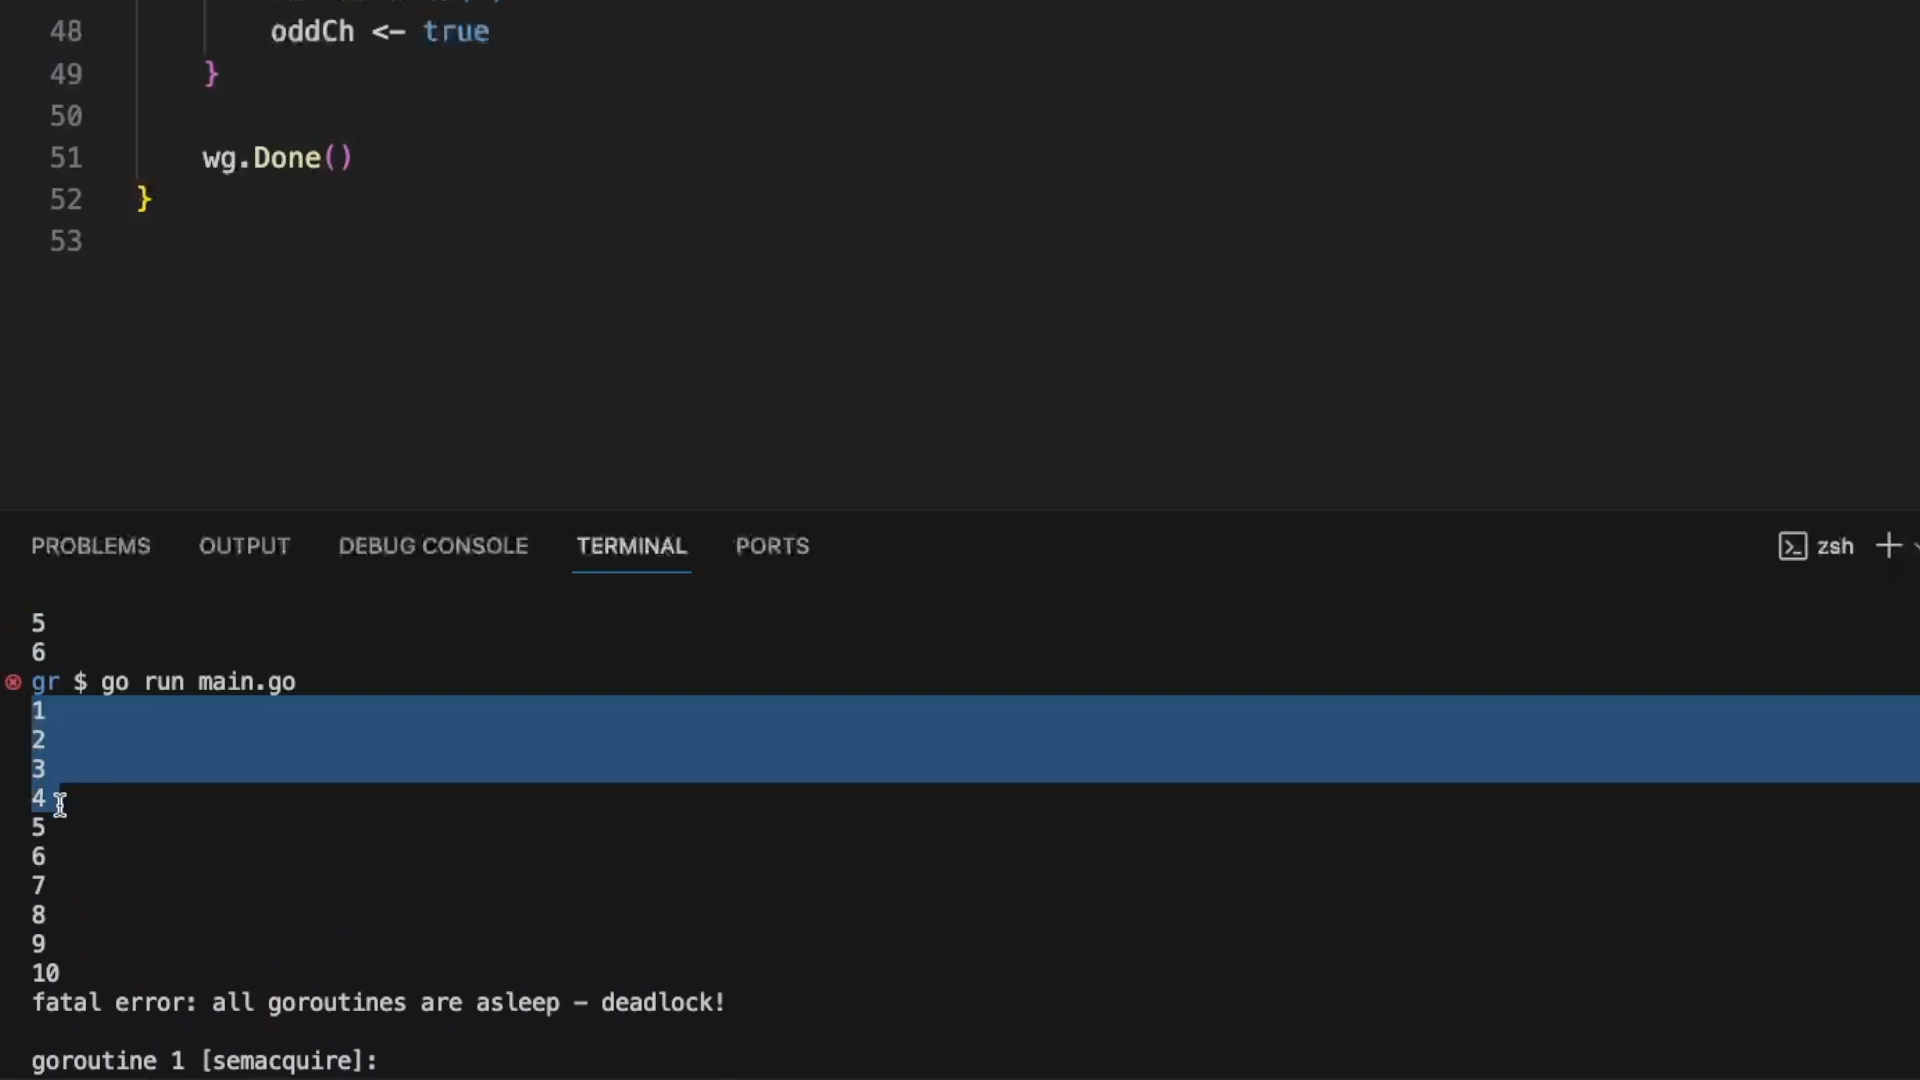 48 oddCh <- true
49 }
50
51 wg.Done()
52 }
53
PROBLEMS OUTPUT DEBUG CONSOLE TERMINAL PORTS zsh
5
6
gr $ go run main.go
1
2
3
4
5
6
7
8
9
10
fatal error: all goroutines are asleep - deadlock!
goroutine 1 [semacquire]: